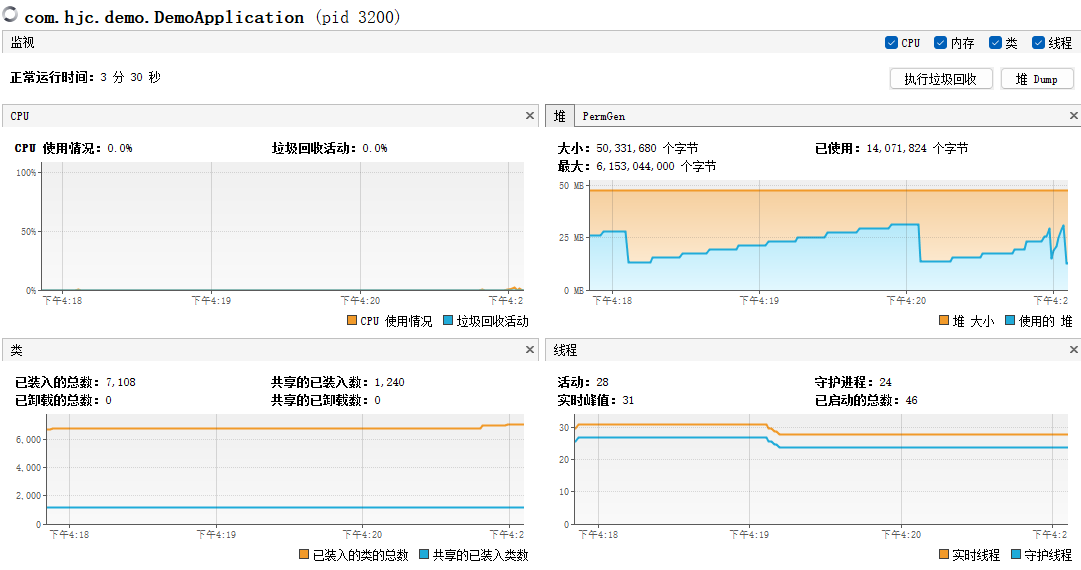 com.hjc.demo.DemoApplication (pid 3200)
监视
CPU 内存 类 线程
正常运行时间：3 分 30 秒
执行垃圾回收 堆 Dump
CPU
CPU 使用情况：0.0% 垃圾回收活动：0.0%
100%
50%
0%
下午4:18 下午4:19 下午4:20 下午4:2
CPU 使用情况 垃圾回收活动
堆 PermGen
大小：50,331,680 个字节 已使用：14,071,824 个字节
最大：6,153,044,000 个字节
50 MB
25 MB
0 MB
下午4:18 下午4:19 下午4:20 下午4:2
堆 大小 使用的 堆
类
已装入的总数：7,108 共享的已装入数：1,240
已卸载的总数：0 共享的已卸载数：0
6,000
4,000
2,000
0
下午4:18 下午4:19 下午4:20 下午4:2
已装入的类的总数 共享的已装入类数
线程
活动：28 守护进程：24
实时峰值：31 已启动的总数：46
30
20
10
0
下午4:18 下午4:19 下午4:20 下午4:2
实时线程 守护线程